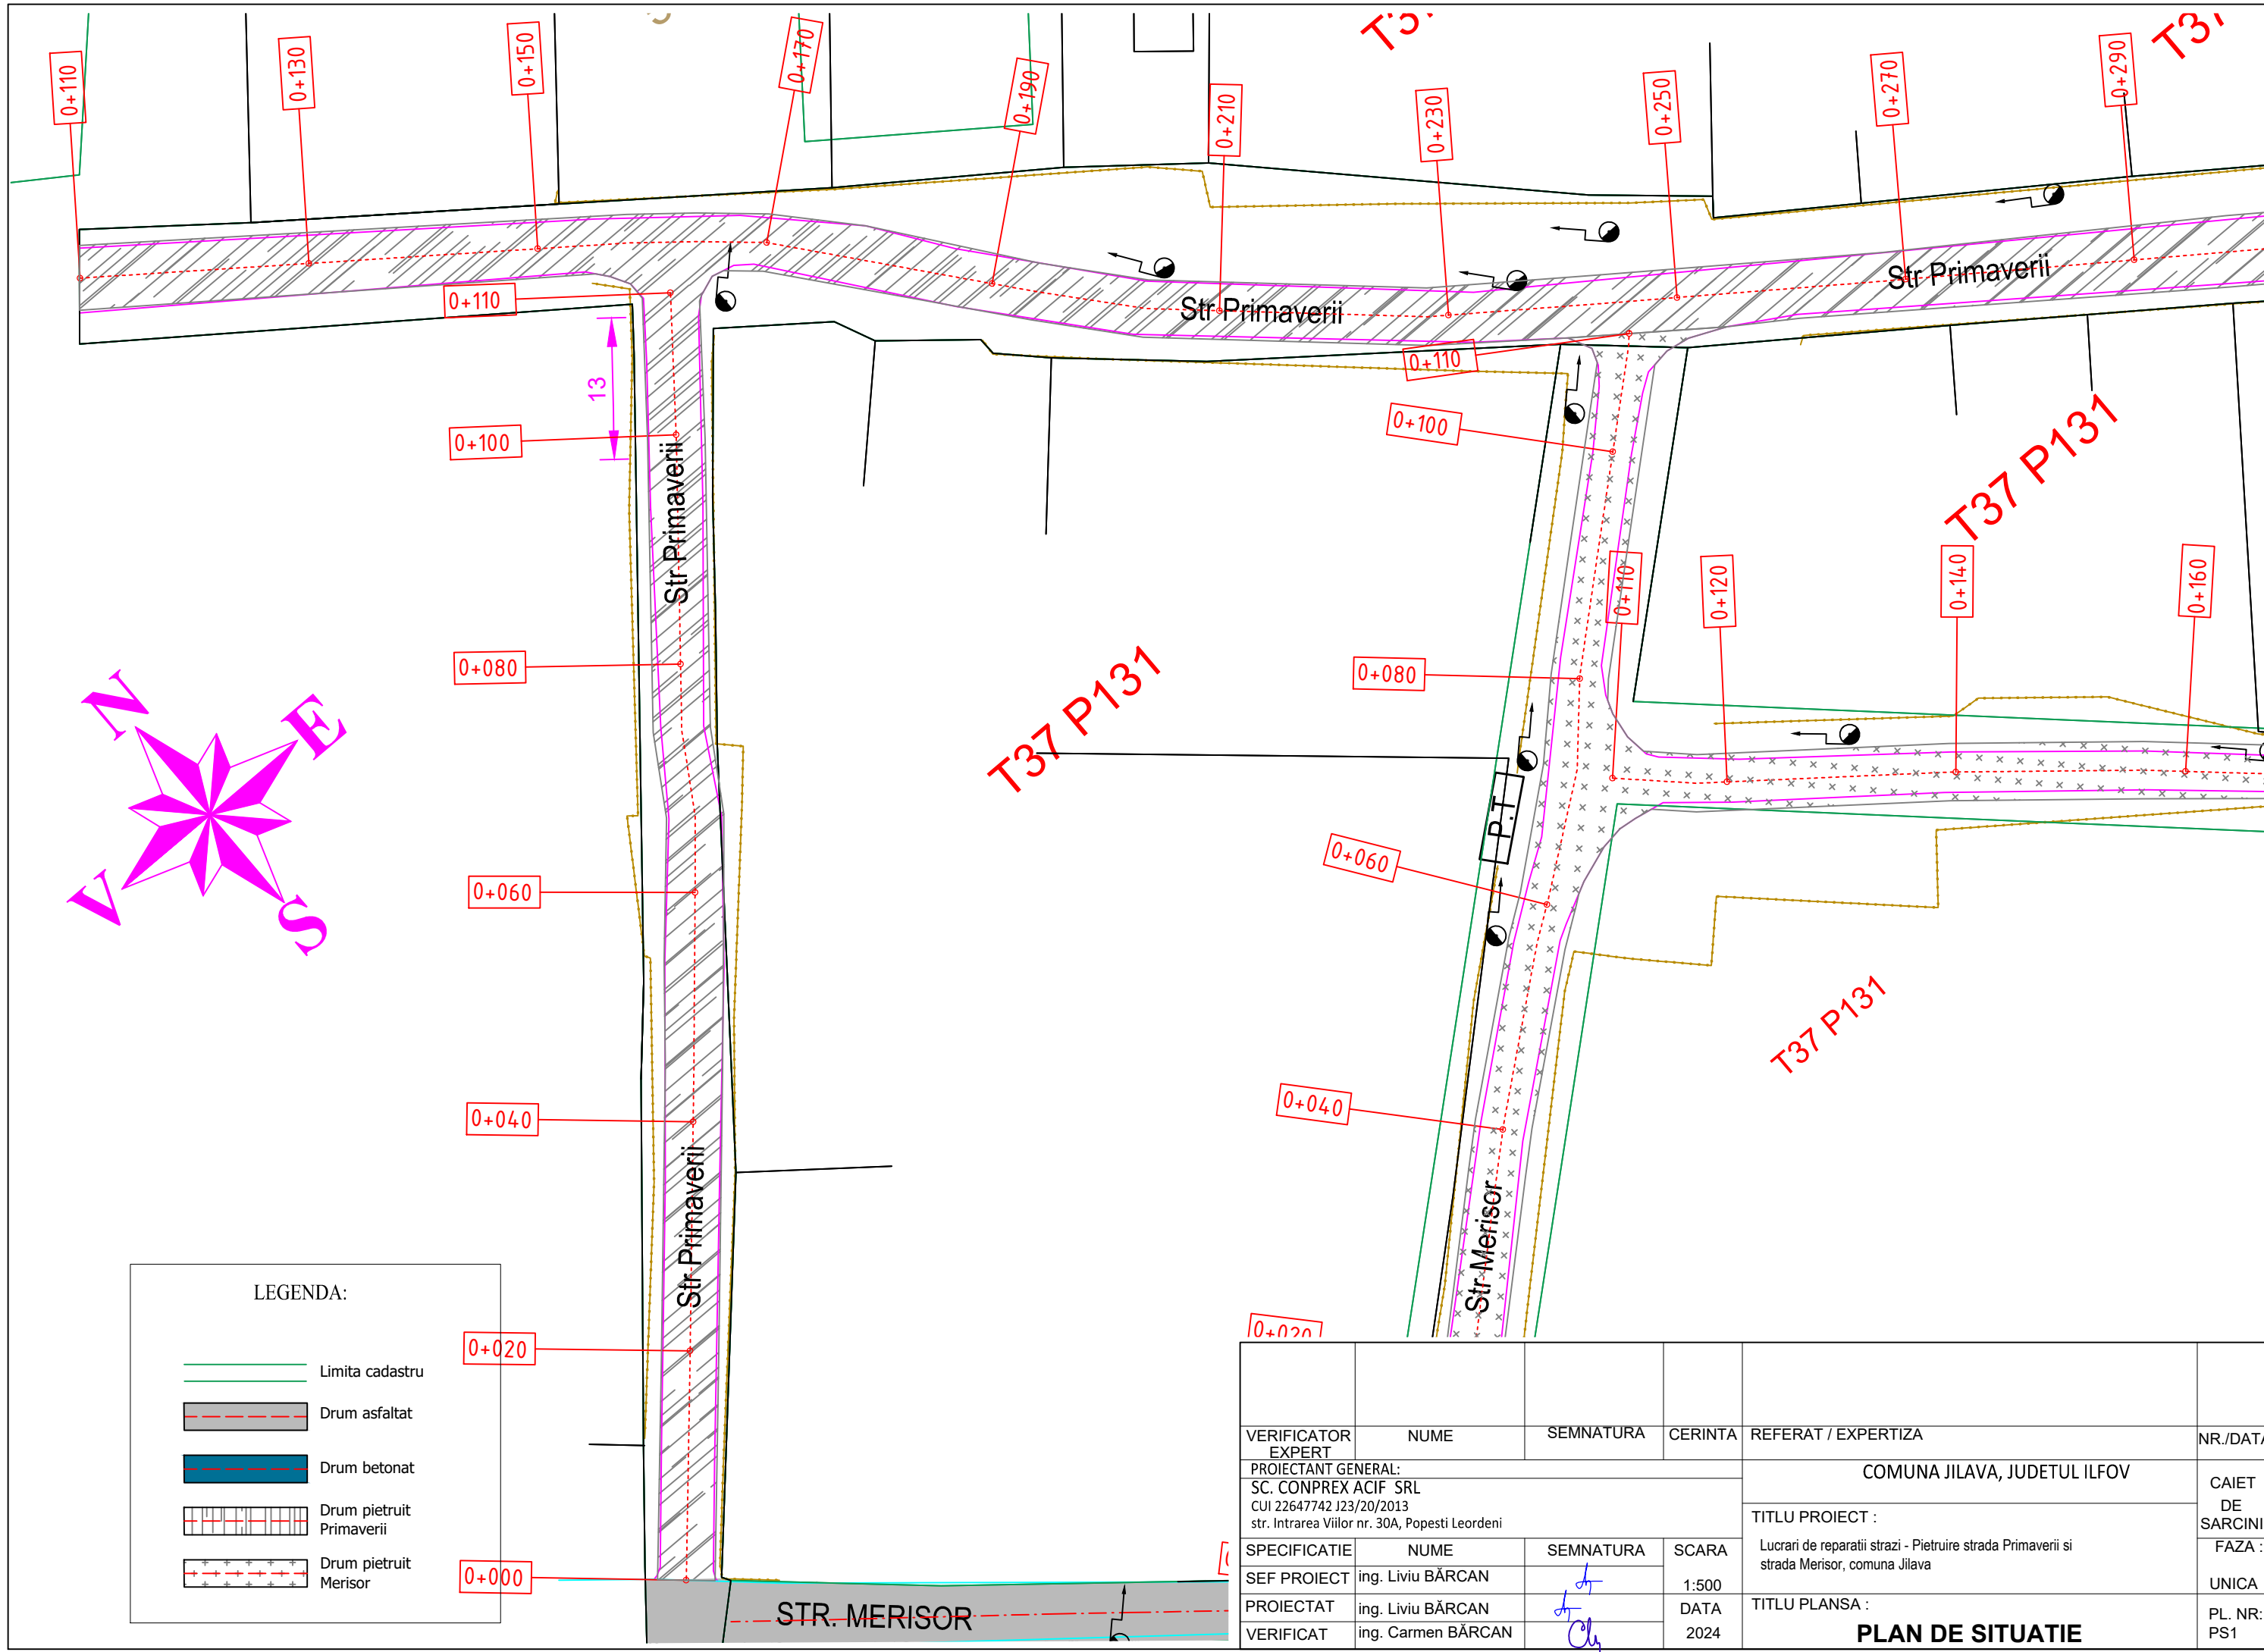 T37
0+110
0+130
0+150
0+170
0+190
0+210
0+230
0+250
0+270
0+290
Str Primaverii
Str Primaverii
0+110
13
0+100
Str Primaverii
0+080
0+060
0+040
Str Primaverii
0+020
0+000
STR. MERISOR
N
E
V
S
T37 P131
T37 P131
T37 P131
0+110
0+100
0+080
0+060
0+040
0+020
P.T
Str Merisor
0+110
0+120
0+140
0+160
LEGENDA:
Limita cadastru
Drum asfaltat
Drum betonat
Drum pietruit
Primaverii
Drum pietruit
Merisor
VERIFICATOR
EXPERT
NUME
SEMNATURA
CERINTA
REFERAT / EXPERTIZA
NR./DATA
PROIECTANT GENERAL:
SC. CONPREX ACIF SRL
CUI 22647742 J23/20/2013
str. Intrarea Viilor nr. 30A, Popesti Leordeni
COMUNA JILAVA, JUDETUL ILFOV
CAIET
DE
SARCINI
TITLU PROIECT :
Lucrari de reparatii strazi - Pietruire strada Primaverii si
strada Merisor, comuna Jilava
FAZA :
UNICA
SPECIFICATIE
NUME
SEMNATURA
SCARA
SEF PROIECT
ing. Liviu BĂRCAN
1:500
PROIECTAT
ing. Liviu BĂRCAN
DATA
VERIFICAT
ing. Carmen BĂRCAN
2024
TITLU PLANSA :
PLAN DE SITUATIE
PL. NR:
PS1